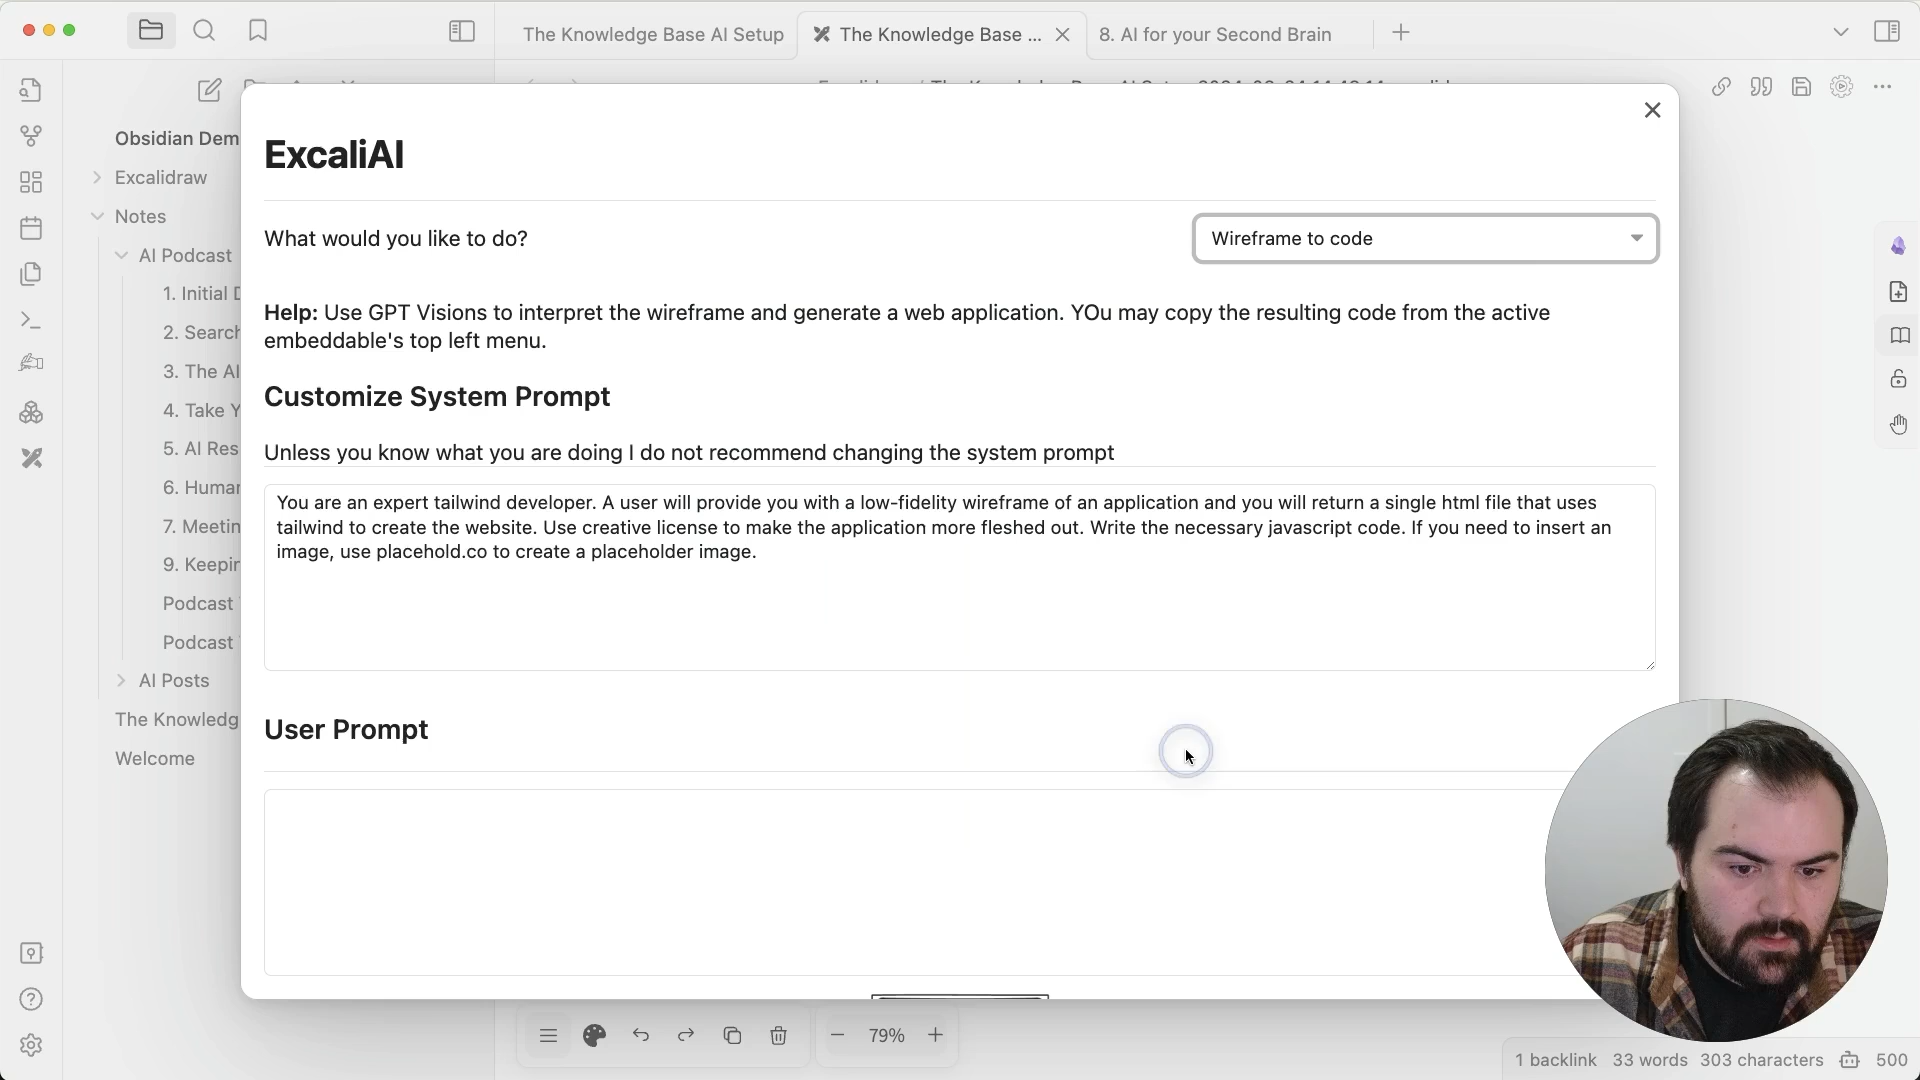 The Knowledge Base AI Setup
The Knowledge Base ...
8. AI for your Second Brain
Obsidian Dem
Excalidraw
Notes
AI Podcast
1. Initial
2. Search
3. The AI
4. Take
5. AI Res
6. Human
7. Meetin
9. Keepin
Podcast
Podcast
AI Posts
The Knowledg
Welcome
ExcaliAI
What would you like to do?
Wireframe to code
Help: Use GPT Visions to interpret the wireframe and generate a web application. YOu may copy the resulting code from the active
embeddable's top left menu.
Customize System Prompt
Unless you know what you are doing I do not recommend changing the system prompt
You are an expert tailwind developer. A user will provide you with a low-fidelity wireframe of an application and you will return a single html file that uses
tailwind to create the website. Use creative license to make the application more fleshed out. Write the necessary javascript code. If you need to insert an
image, use placehold.co to create a placeholder image.
User Prompt
79%
1 backlink 33 words 303 characters 500